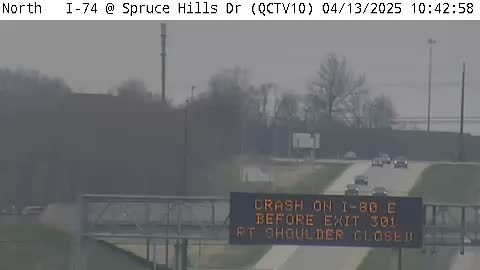 North I-74 @ Spruce Hills Dr (QCTV10) 04/13/2025 10:42:58
CRASH ON I-80 E
BEFORE EXIT 301
RT SHOULDER CLOSED